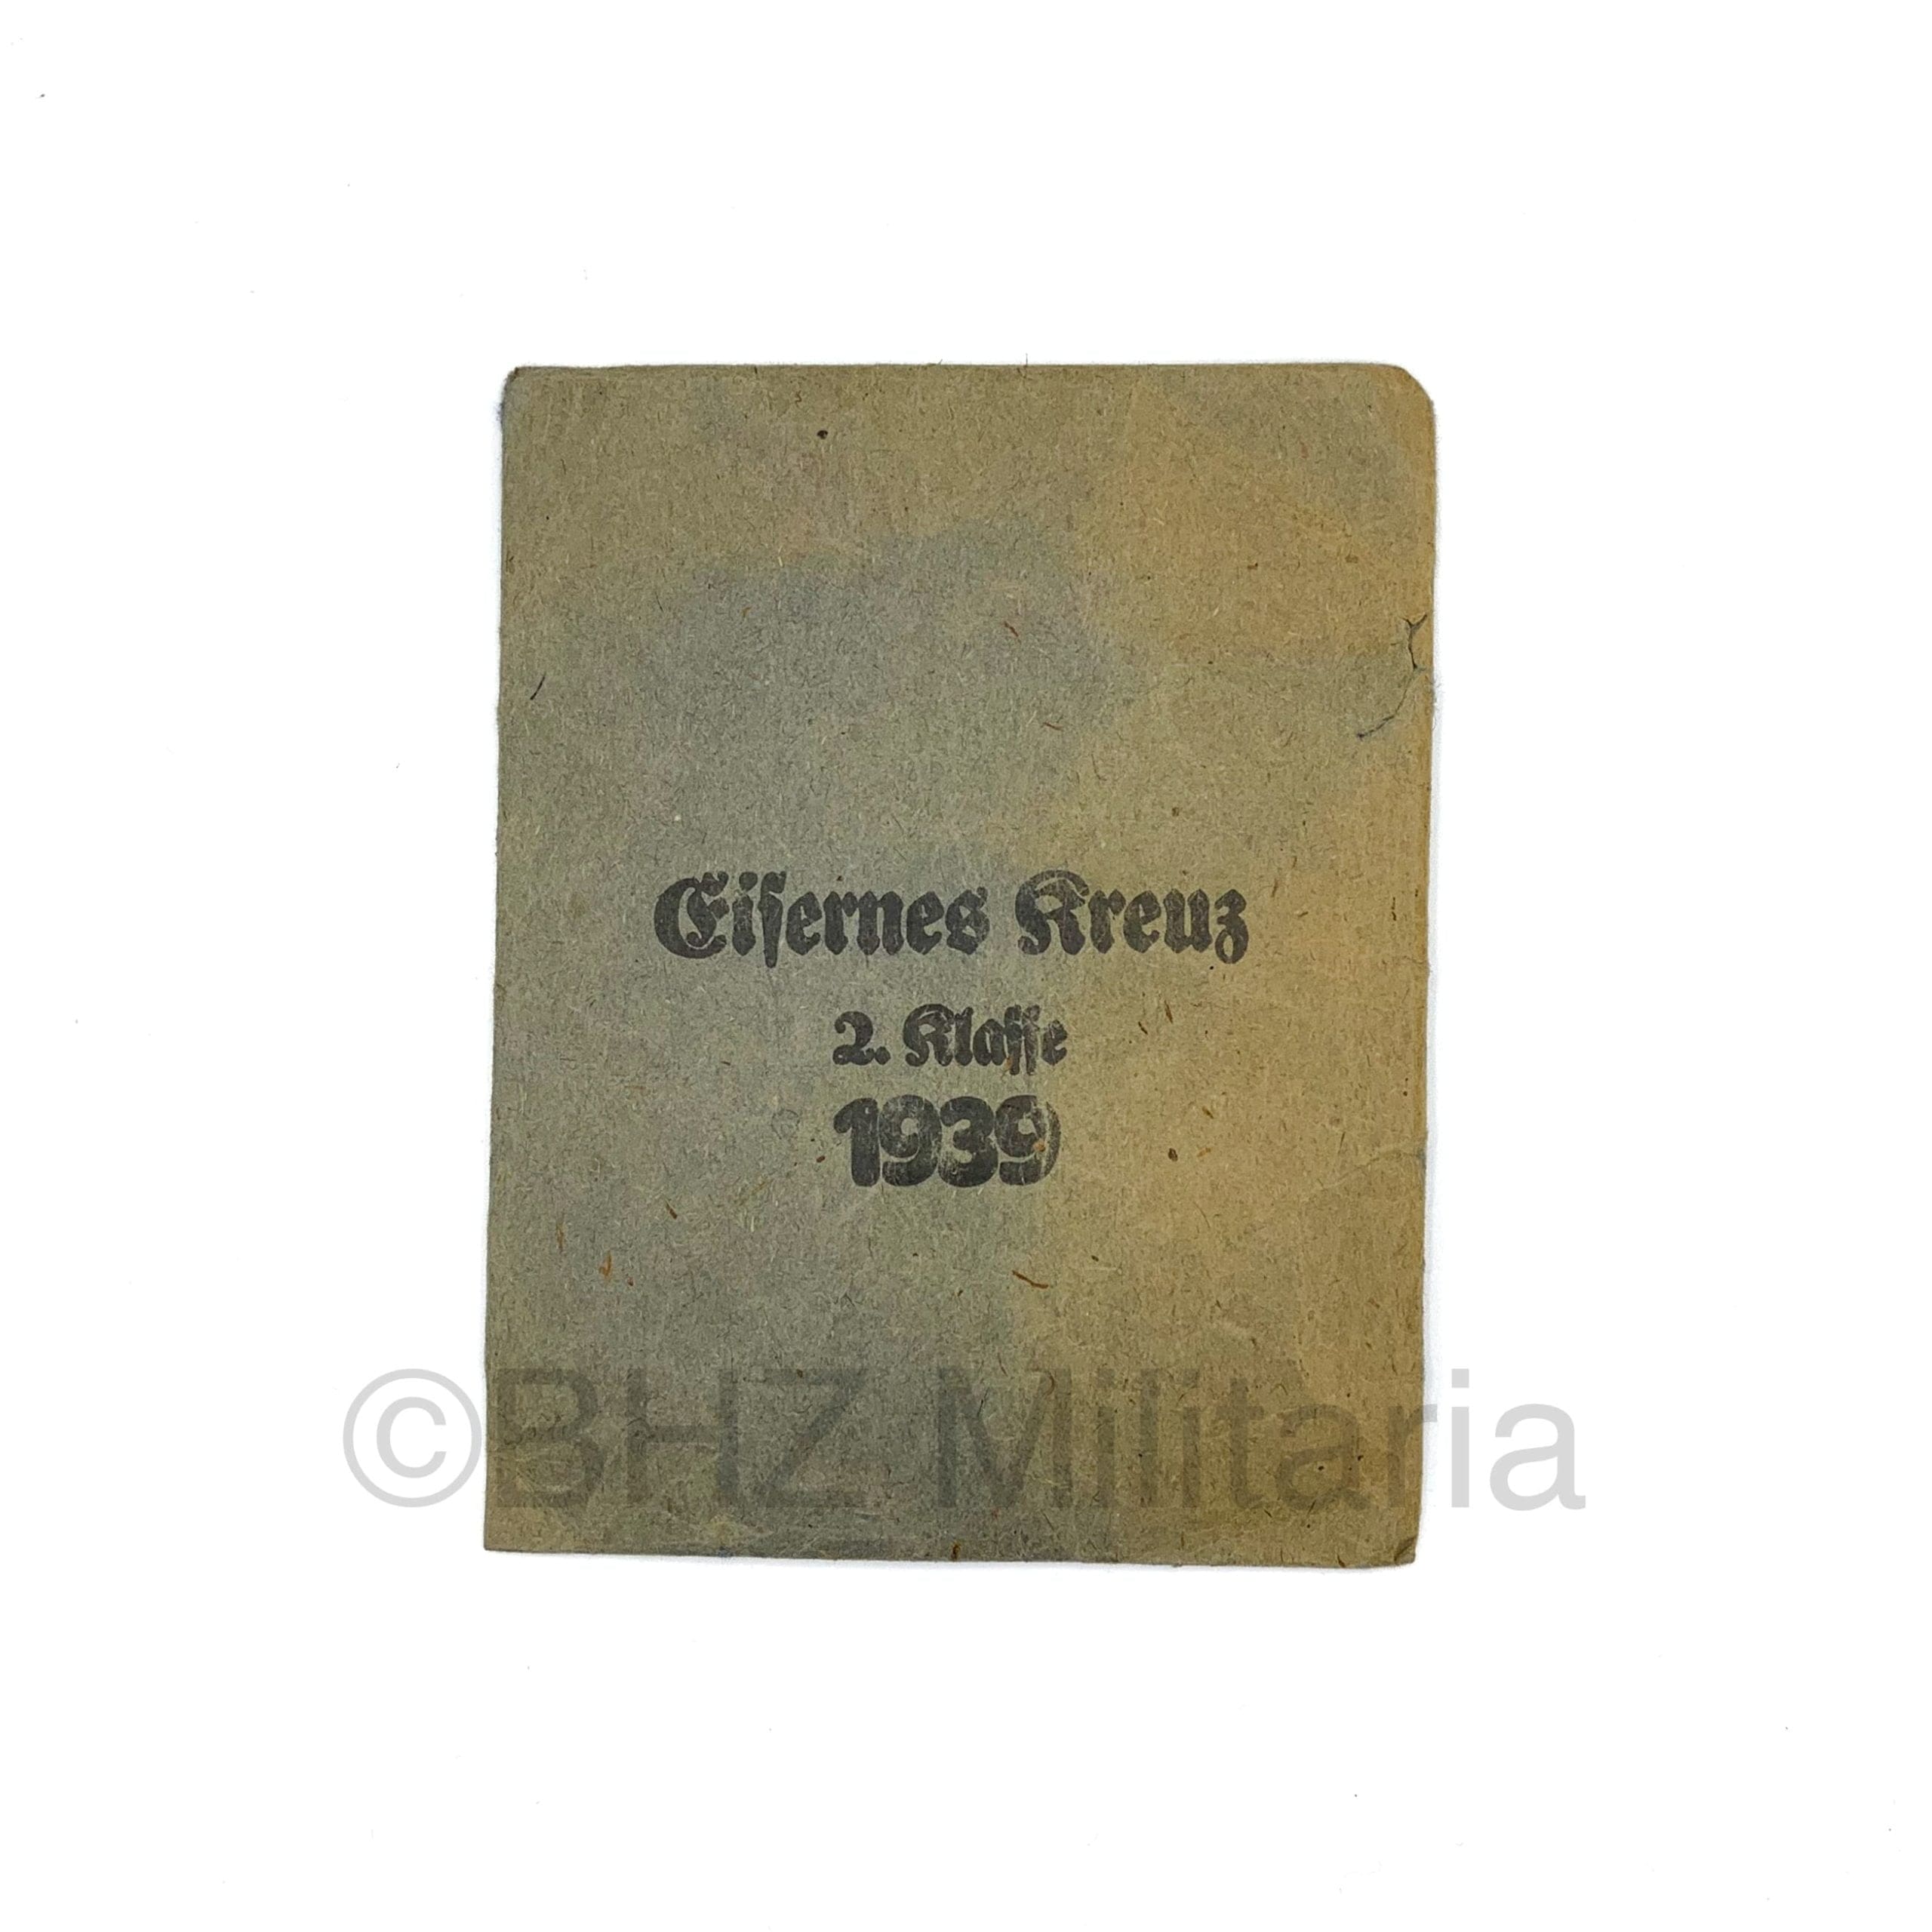 Eiſernes Kreuz
2. Klaſſe
1939
©BHZ Militaria